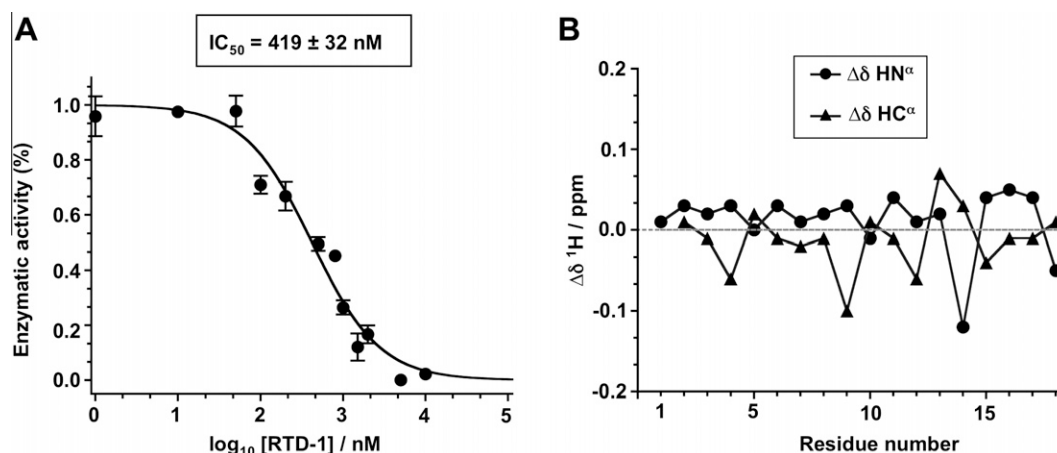 A
IC50 = 419 ± 32 nM
Enzymatic activity (%)
1.0
0.8
0.6
0.4
0.2
0.0
0 1 2 3 4 5
log10 [RTD-1] / nM
B
Δδ HNα
Δδ HCα
Δδ 1H / ppm
0.2
0.1
0.0
-0.1
-0.2
1 5 10 15
Residue number